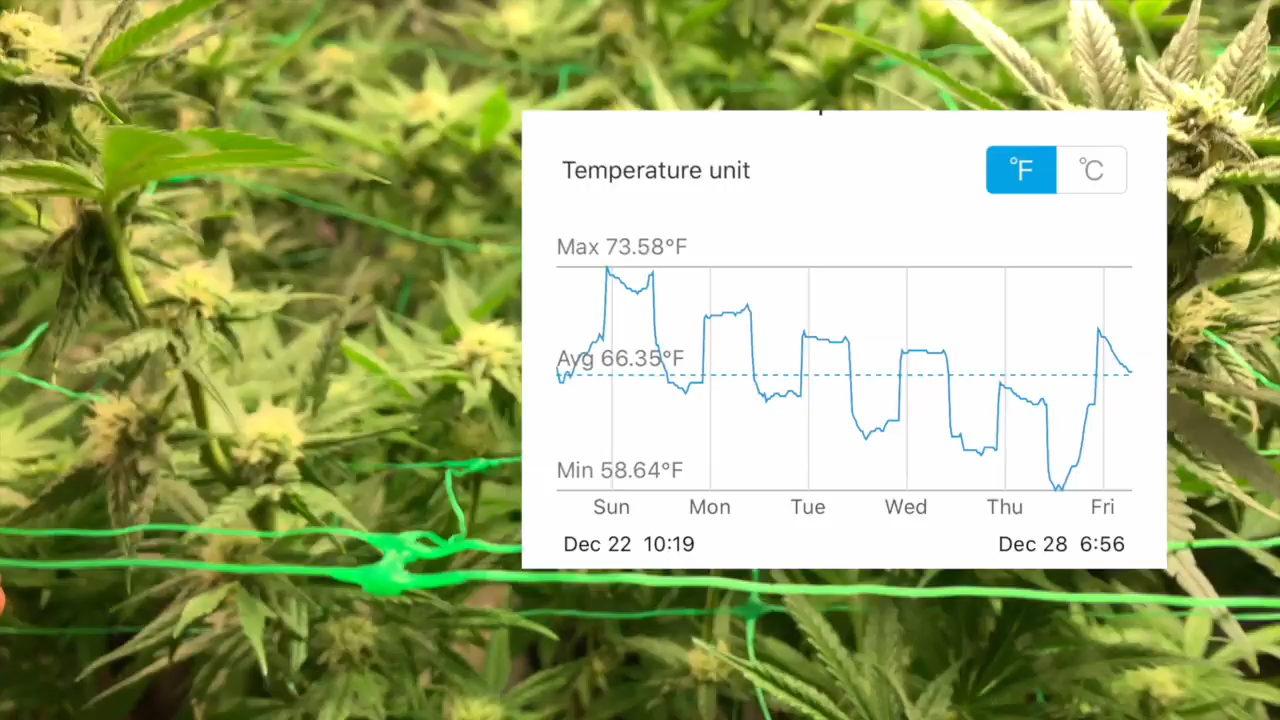 Temperature unit
°F °C
Max 73.58°F
Avg 66.35°F
Min 58.64°F
Sun Mon Tue Wed Thu Fri
Dec 22 10:19 Dec 28 6:56